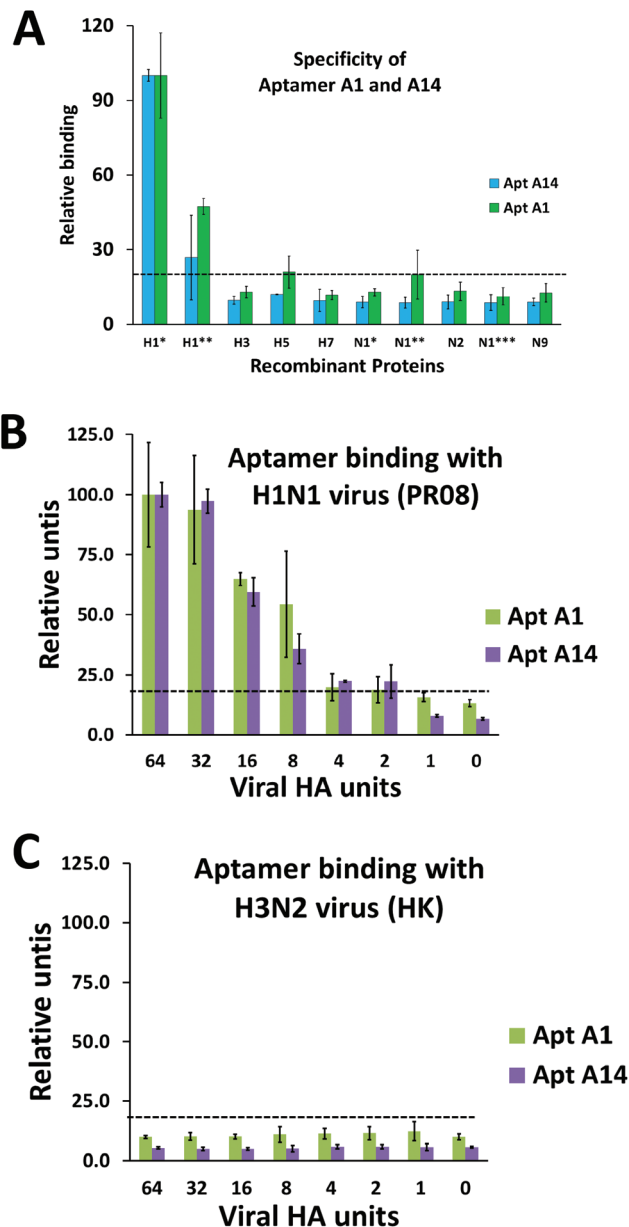 A
120
90
60
30
0
Relative binding
Specificity of
Aptamer A1 and A14
Apt A14
Apt A1
H1* H1** H3 H5 H7 N1* N1** N2 N1*** N9
Recombinant Proteins
B
125.0
100.0
75.0
50.0
25.0
0.0
Relative untis
Aptamer binding with
H1N1 virus (PR08)
Apt A1
Apt A14
64 32 16 8 4 2 1 0
Viral HA units
C
125.0
100.0
75.0
50.0
25.0
0.0
Relative untis
Aptamer binding with
H3N2 virus (HK)
Apt A1
Apt A14
64 32 16 8 4 2 1 0
Viral HA units